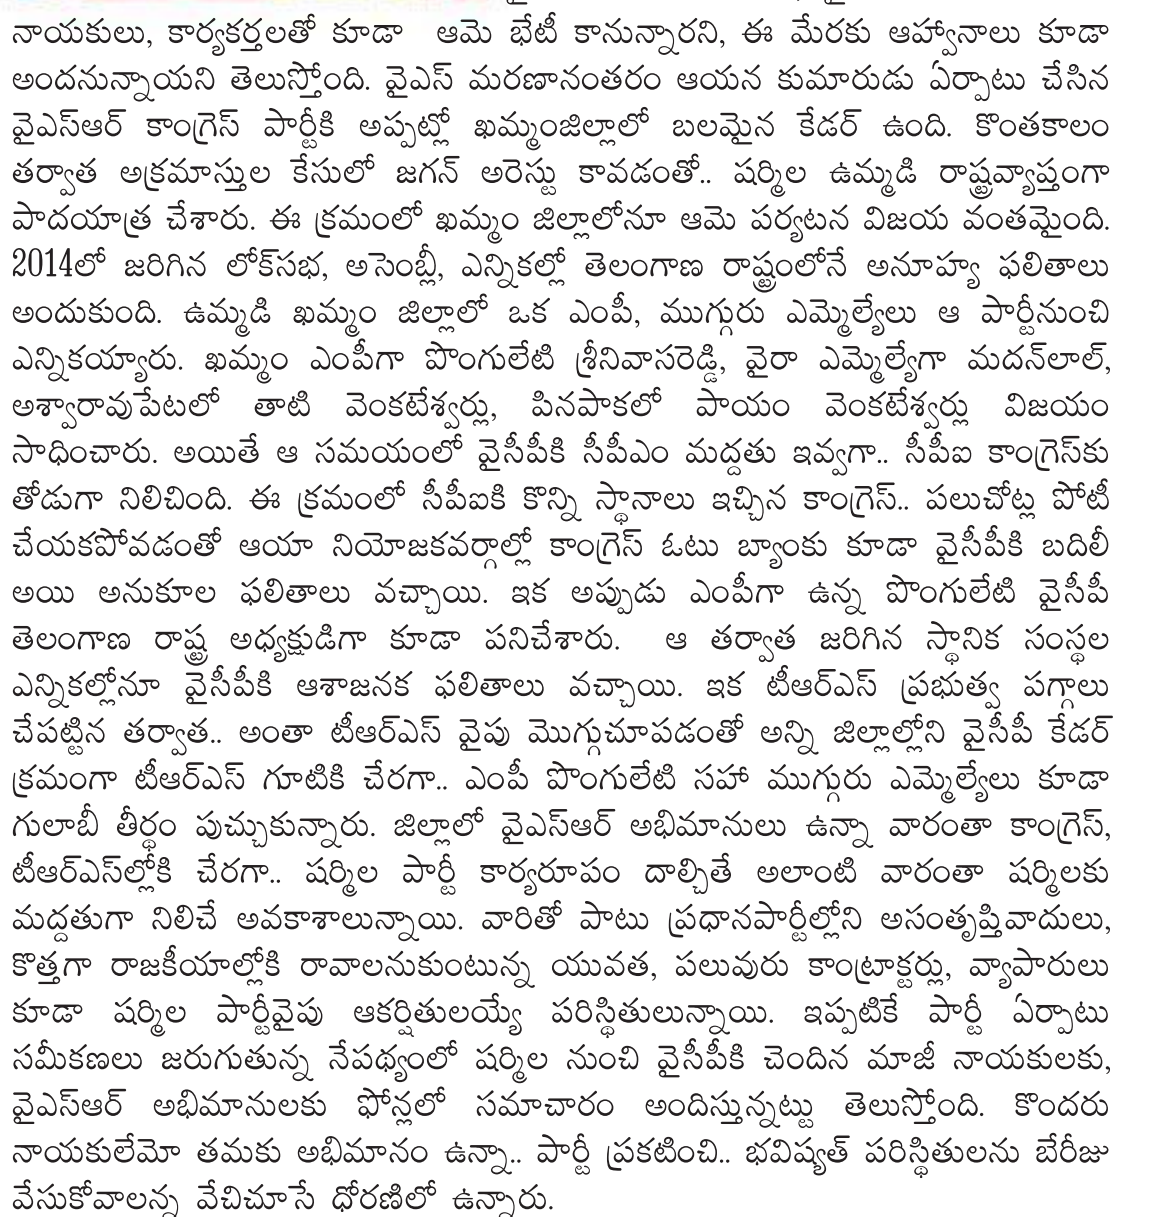 నాయకులు, కార్యకర్తలతో కూడా ఆమె భేటీ కానున్నారని, ఈ మేరకు ఆహ్వానాలు కూడా
అందనున్నాయని తెలుస్తోంది. వైఎస్ మరణానంతరం ఆయన కుమారుడు ఏర్పాటు చేసిన
వైఎస్ఆర్ కాంగ్రెస్ పార్టీకి అప్పట్లో ఖమ్మంజిల్లాలో బలమైన కేడర్ ఉంది. కొంతకాలం
తర్వాత అక్రమాస్తుల కేసులో జగన్ అరెస్టు కావడంతో.. షర్మిల ఉమ్మడి రాష్ట్రవ్యాప్తంగా
పాదయాత్ర చేశారు. ఈ క్రమంలో ఖమ్మం జిల్లాలోనూ ఆమె పర్యటన విజయ వంతమైంది.
2014లో జరిగిన లోక్‌సభ, అసెంబ్లీ, ఎన్నికల్లో తెలంగాణ రాష్ట్రంలోనే అనూహ్య ఫలితాలు
అందుకుంది. ఉమ్మడి ఖమ్మం జిల్లాలో ఒక ఎంపీ, ముగ్గురు ఎమ్మెల్యేలు ఆ పార్టీనుంచి
ఎన్నికయ్యారు. ఖమ్మం ఎంపీగా పొంగులేటి శ్రీనివాసరెడ్డి, వైరా ఎమ్మెల్యేగా మదన్‌లాల్,
అశ్వారావుపేటలో తాటి వెంకటేశ్వర్లు, పినపాకలో పాయం వెంకటేశ్వర్లు విజయం
సాధించారు. అయితే ఆ సమయంలో వైసీపీకి సీపీఎం మద్దతు ఇవ్వగా.. సీపీఐ కాంగ్రెస్‌కు
తోడుగా నిలిచింది. ఈ క్రమంలో సీపీఐకి కొన్ని స్థానాలు ఇచ్చిన కాంగ్రెస్.. పలుచోట్ల పోటీ
చేయకపోవడంతో ఆయా నియోజకవర్గాల్లో కాంగ్రెస్ ఓటు బ్యాంకు కూడా వైసీపీకి బదిలీ
అయి అనుకూల ఫలితాలు వచ్చాయి. ఇక అప్పుడు ఎంపీగా ఉన్న పొంగులేటి వైసీపీ
తెలంగాణ రాష్ట్ర అధ్యక్షుడిగా కూడా పనిచేశారు. ఆ తర్వాత జరిగిన స్థానిక సంస్థల
ఎన్నికల్లోనూ వైసీపీకి ఆశాజనక ఫలితాలు వచ్చాయి. ఇక టీఆర్ఎస్ ప్రభుత్వ పగ్గాలు
చేపట్టిన తర్వాత.. అంతా టీఆర్ఎస్ వైపు మొగ్గుచూపడంతో అన్ని జిల్లాల్లోని వైసీపీ కేడర్
క్రమంగా టీఆర్ఎస్ గూటికి చేరగా.. ఎంపీ పొంగులేటి సహా ముగ్గురు ఎమ్మెల్యేలు కూడా
గులాబీ తీర్థం పుచ్చుకున్నారు. జిల్లాలో వైఎస్ఆర్ అభిమానులు ఉన్నా వారంతా కాంగ్రెస్,
టీఆర్ఎస్‌ల్లోకి చేరగా.. షర్మిల పార్టీ కార్యరూపం దాల్చితే అలాంటి వారంతా షర్మిలకు
మద్దతుగా నిలిచే అవకాశాలున్నాయి. వారితో పాటు ప్రధానపార్టీల్లోని అసంతృప్తివాదులు,
కొత్తగా రాజకీయాల్లోకి రావాలనుకుంటున్న యువత, పలువురు కాంట్రాక్టర్లు, వ్యాపారులు
కూడా షర్మిల పార్టీవైపు ఆకర్షితులయ్యే పరిస్థితులున్నాయి. ఇప్పటికే పార్టీ ఏర్పాటు
సమీకణలు జరుగుతున్న నేపథ్యంలో షర్మిల నుంచి వైసీపీకి చెందిన మాజీ నాయకులకు,
వైఎస్ఆర్ అభిమానులకు ఫోన్లలో సమాచారం అందిస్తున్నట్టు తెలుస్తోంది. కొందరు
నాయకులేమో తమకు అభిమానం ఉన్నా.. పార్టీ ప్రకటించి.. భవిష్యత్ పరిస్థితులను బేరీజు
వేసుకోవాలన్న వేచిచూసే ధోరణిలో ఉన్నారు.